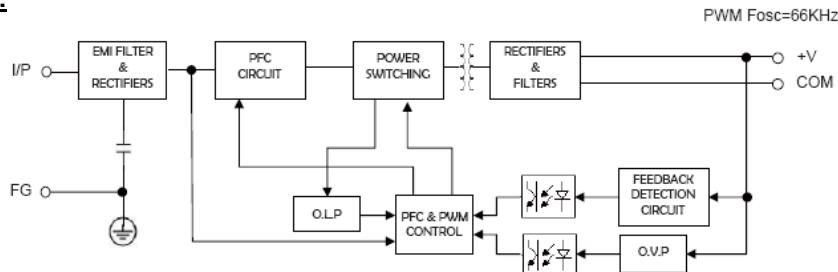 PWM Fosc=66KHz
I/P
EMI FILTER
&
RECTIFIERS
PFC
CIRCUIT
POWER
SWITCHING
RECTIFIERS
&
FILTERS
+V
COM
FG
O.L.P
PFC & PWM
CONTROL
FEEDBACK
DETECTION
CIRCUIT
O.V.P